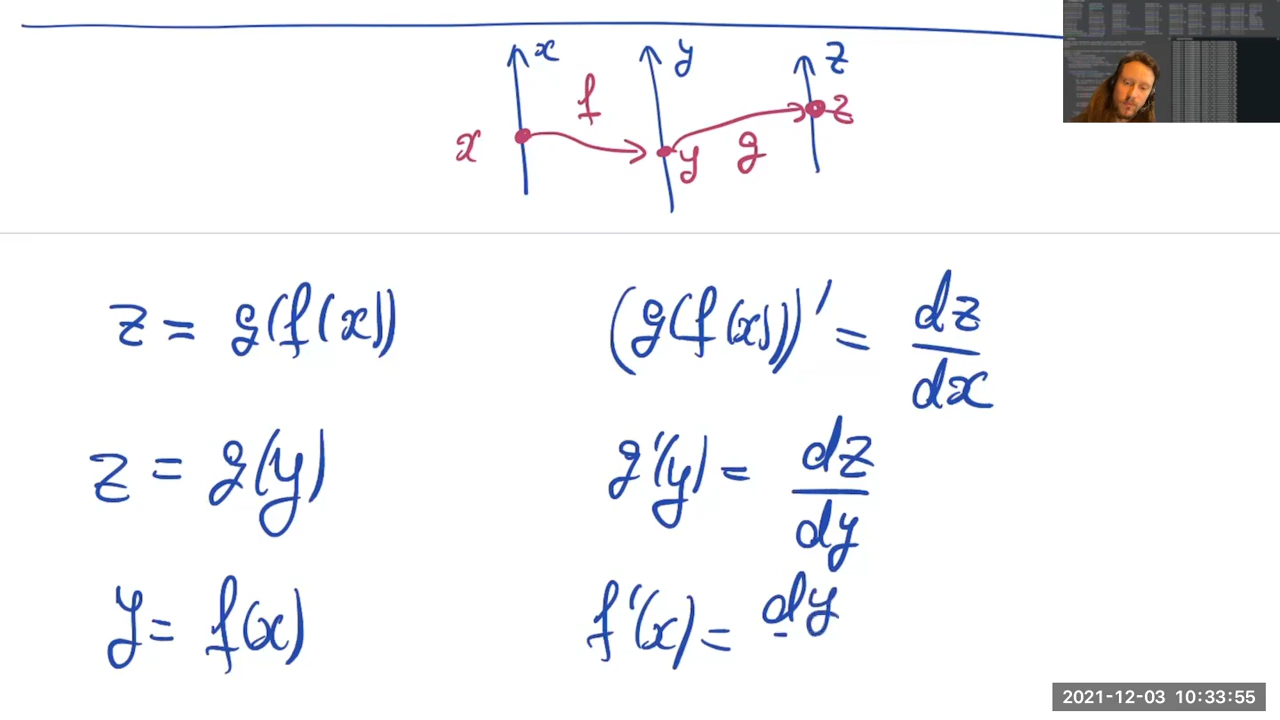 x y z
f
x y g z
z = g(f(x)) (g(f(x)))' = dz/dx
z = g(y) g'(y) = dz/dy
y = f(x) f'(x) = dy
2021-12-03 10:33:55